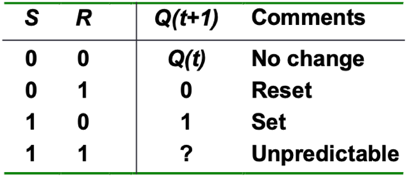 S R Q(t+1) Comments
0 0 Q(t) No change
0 1 0 Reset
1 0 1 Set
1 1 ? Unpredictable